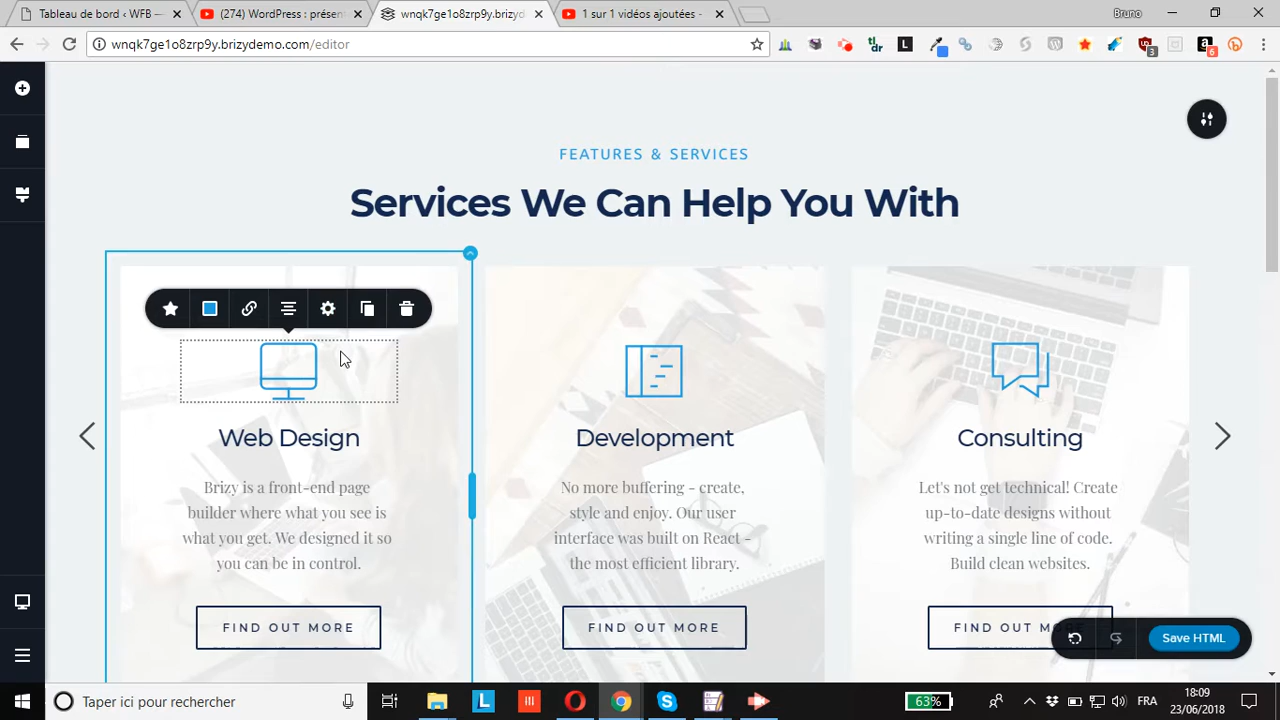 Tableau de bord ‹ WFB —
(274) WordPress : présent
wnqk7ge1o8zrp9y.brizyd
1 sur 1 vidéos ajoutées -
Bruno
wnqk7ge1o8zrp9y.brizydemo.com/editor
tl;dr
L
3
a
6
FEATURES & SERVICES
Services We Can Help You With
Web Design
Brizy is a front-end page
builder where what you see is
what you get. We designed it so
you can be in control.
FIND OUT MORE
Development
No more buffering - create,
style and enjoy. Our user
interface was built on React -
the most efficient library.
FIND OUT MORE
Consulting
Let's not get technical! Create
up-to-date designs without
writing a single line of code.
Build clean websites.
FIND OUT MORE
Save HTML
Taper ici pour rechercher
L
63%
FRA
18:09
23/06/2018